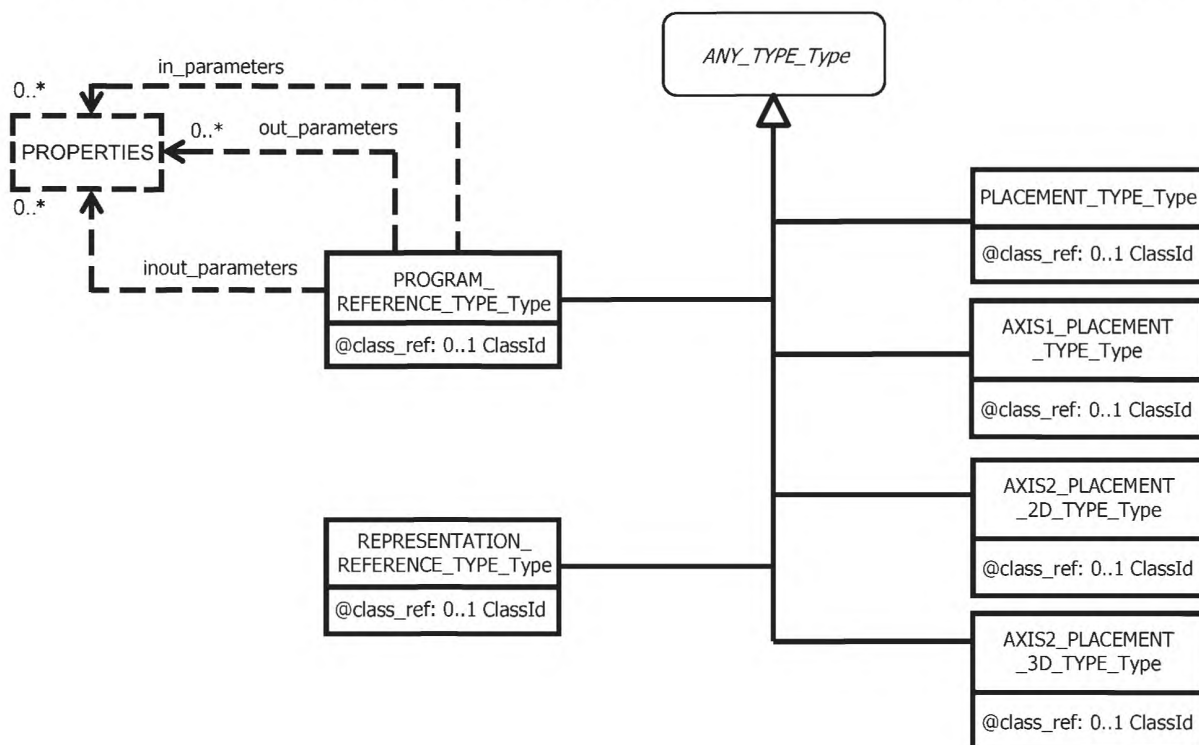 ANY_TYPE_Type
in_parameters
0..*
0..*
out_parameters
PROPERTIES
0..*
inout_parameters
PROGRAM_
REFERENCE_TYPE_Type
@class_ref: 0..1 ClassId
REPRESENTATION_
REFERENCE_TYPE_Type
@class_ref: 0..1 ClassId
PLACEMENT_TYPE_Type
@class_ref: 0..1 ClassId
AXIS1_PLACEMENT
_TYPE_Type
@class_ref: 0..1 ClassId
AXIS2_PLACEMENT
_2D_TYPE_Type
@class_ref: 0..1 ClassId
AXIS2_PLACEMENT
_3D_TYPE_Type
@class_ref: 0..1 ClassId